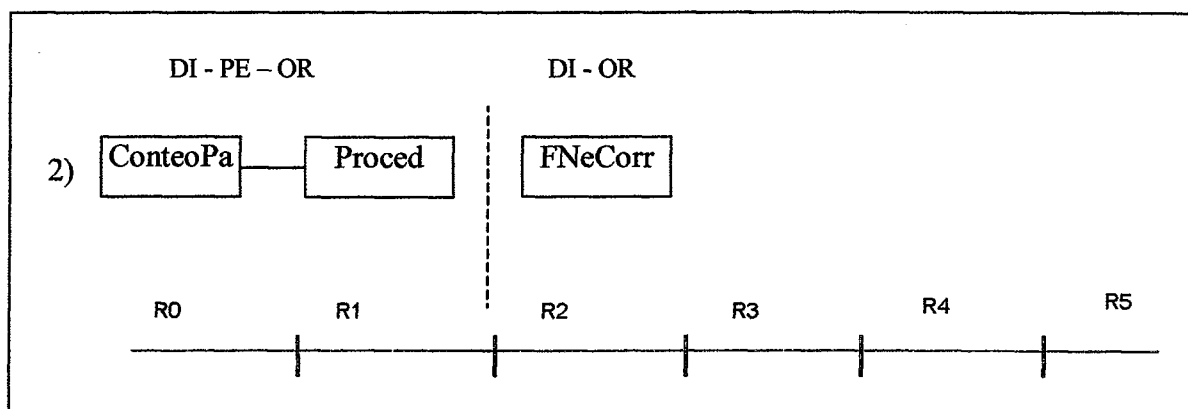 DI - PE – OR DI - OR
2) ConteoPa Proced FNeCorr
R0 R1 R2 R3 R4 R5